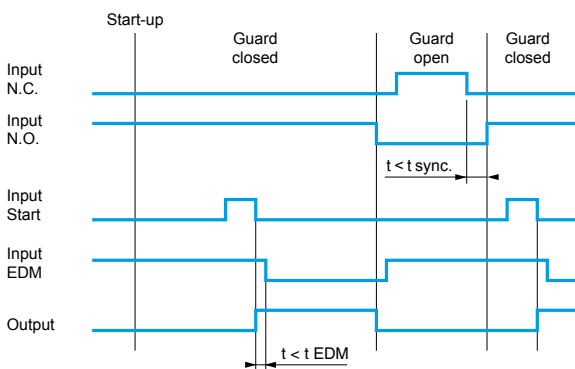 Start-up
Guard
closed
Guard
open
Guard
closed
Input
N.C.
Input
N.O.
t < t sync.
Input
Start
Input
EDM
Output
t < t EDM